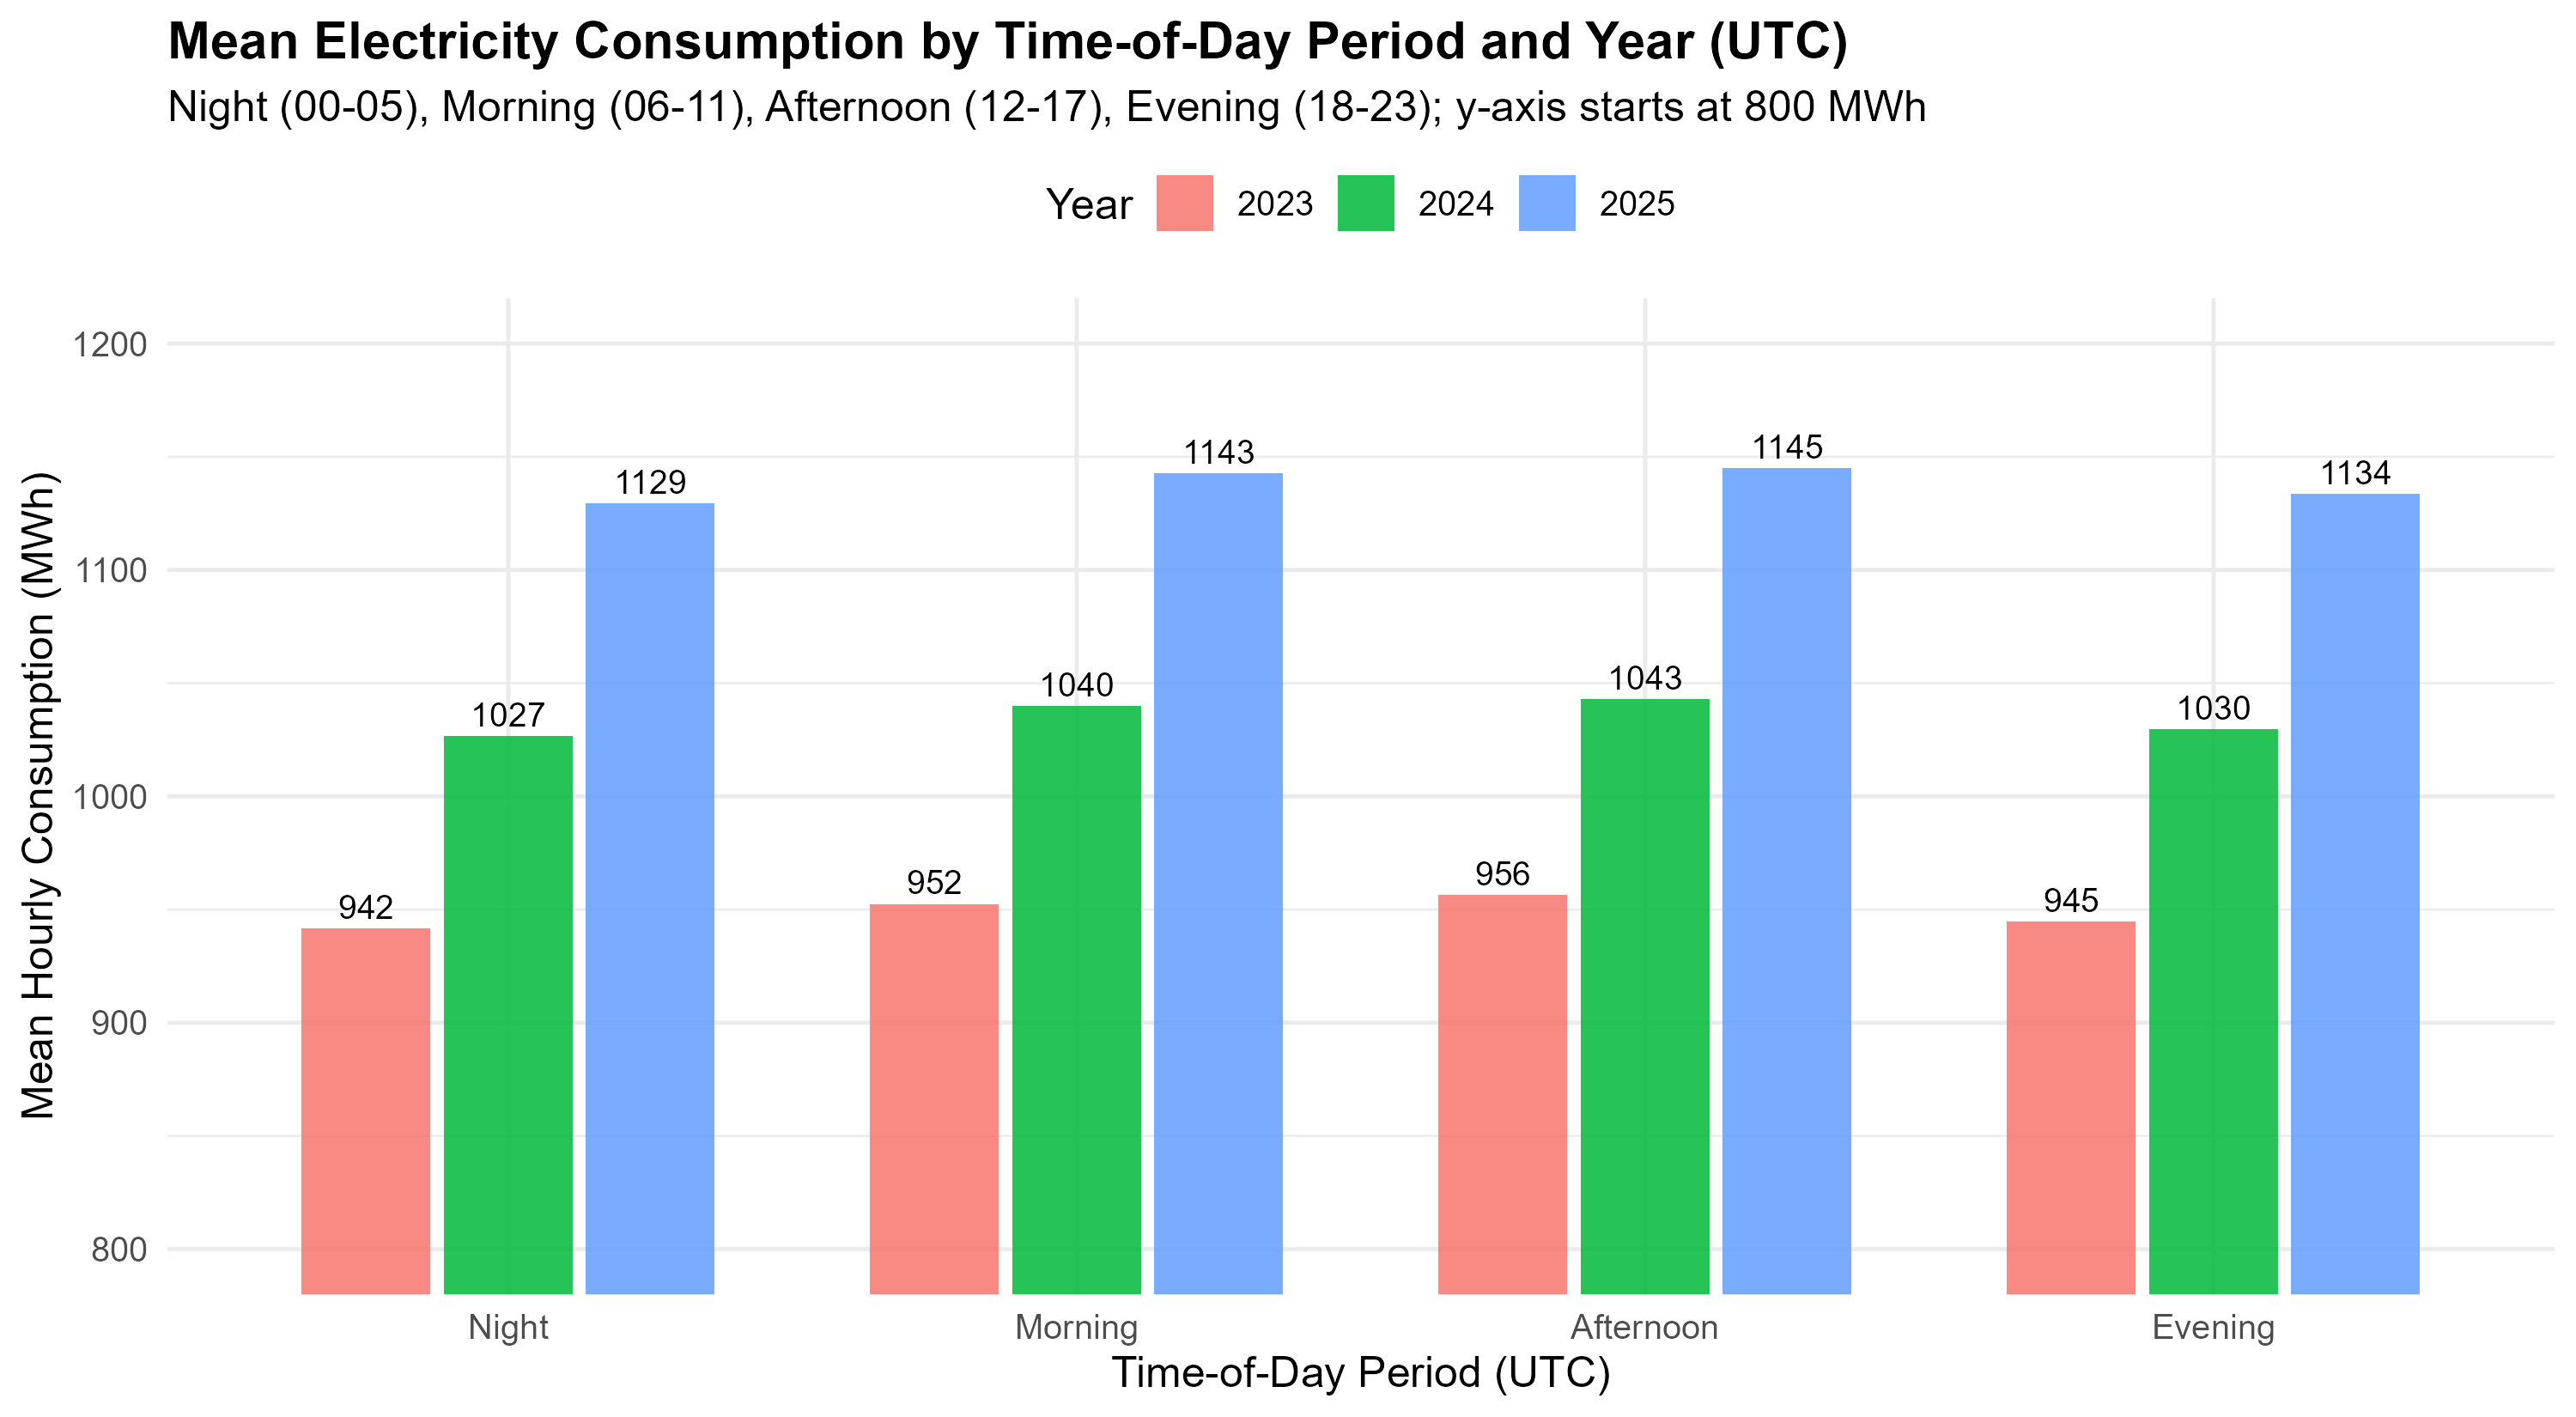 Mean Electricity Consumption by Time-of-Day Period and Year (UTC)
Night (00-05), Morning (06-11), Afternoon (12-17), Evening (18-23); y-axis starts at 800 MWh
Year 2023 2024 2025
Mean Hourly Consumption (MWh)
1200
1100
1000
900
800
942 1027 1129
952 1040 1143
956 1043 1145
945 1030 1134
Night Morning Afternoon Evening
Time-of-Day Period (UTC)